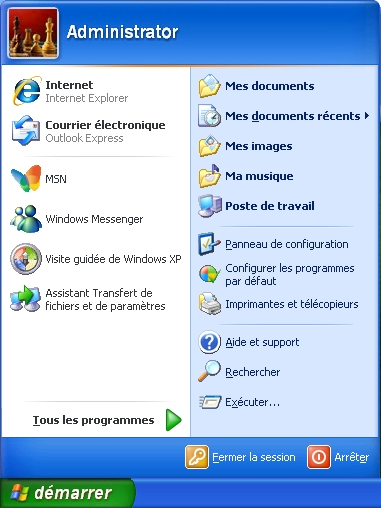 Administrator
Internet
Internet Explorer
Courrier électronique
Outlook Express
MSN
Windows Messenger
Visite guidée de Windows XP
Assistant Transfert de
fichiers et de paramètres
Tous les programmes
Mes documents
Mes documents récents
Mes images
Ma musique
Poste de travail
Panneau de configuration
Configurer les programmes
par défaut
Imprimantes et télécopieurs
Aide et support
Rechercher
Exécuter...
Fermer la session
Arrêter
démarrer